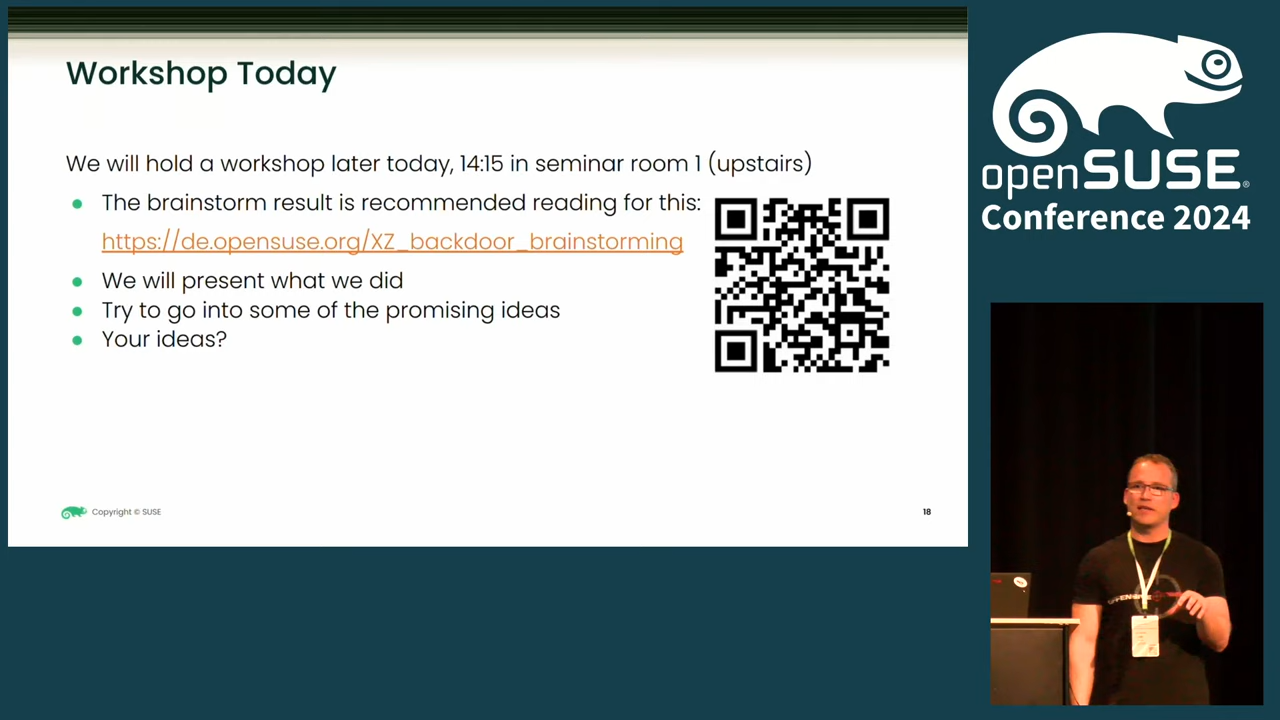 Workshop Today
We will hold a workshop later today, 14:15 in seminar room 1 (upstairs)
The brainstorm result is recommended reading for this:
https://de.opensuse.org/XZ_backdoor_brainstorming
We will present what we did
Try to go into some of the promising ideas
Your ideas?
Copyright © SUSE
18
openSUSE®
Conference 2024